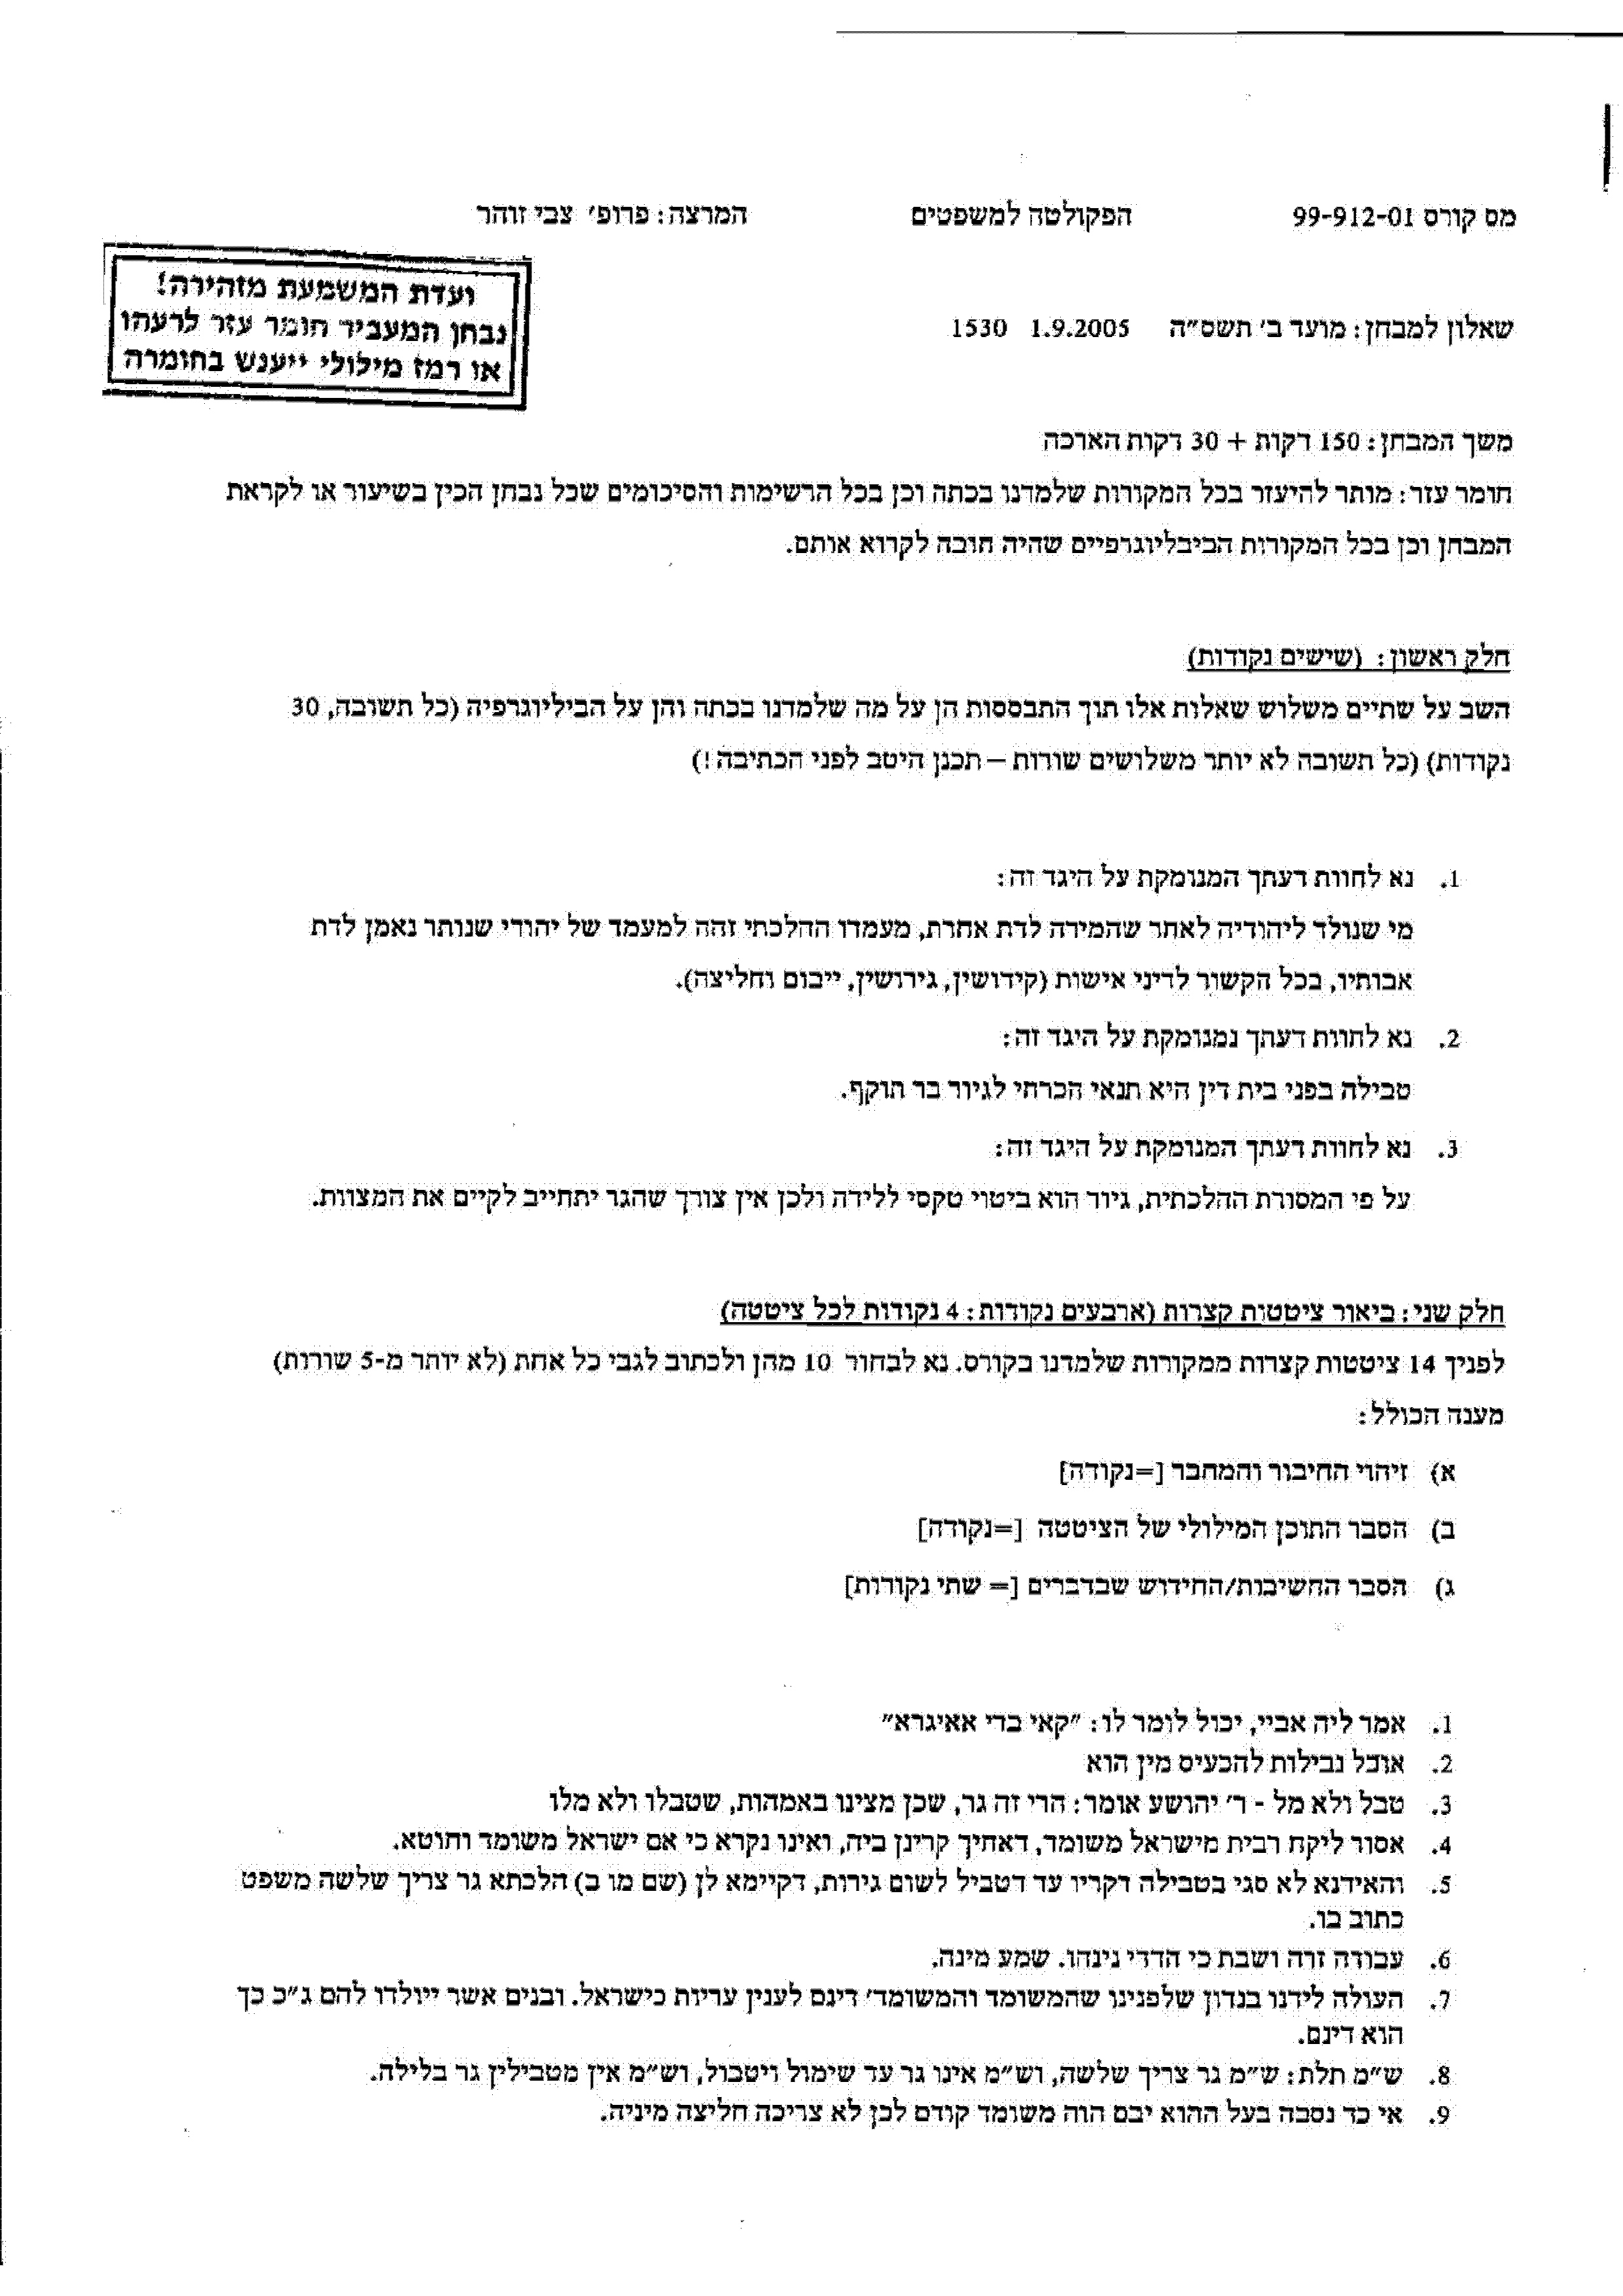 מס קורס 99-912-01 הפקולטה למשפטים המרצה: פרופ׳ צבי זוהר
ועדת המשמעת מזהירה!
נבחן המעביר חומר עזר לרעהו
או רמז מילולי ייענש בחומרה
שאלון למבחן: מועד ב׳ תשס״ה 1.9.2005 1530
משך המבחן: 150 דקות + 30 דקות הארכה
חומר עזר: מותר להיעזר בכל המקורות שלמדנו בכתה וכן בכל הרשימות והסיכומים שכל נבחן הכין בשיעור או לקראת
המבחן וכן בכל המקורות הביבליוגרפיים שהיה חובה לקרוא אותם.
חלק ראשון: (שישים נקודות)
השב על שתיים משלוש שאלות אלו תוך התבססות הן על מה שלמדנו בכתה והן על הביליוגרפיה (כל תשובה, 30
נקודות) (כל תשובה לא יותר משלושים שורות – תכנן היטב לפני הכתיבה!)
1. נא לחוות דעתך המנומקת על היגד זה:
מי שנולד ליהודיה לאחר שהמירה לדת אחרת, מעמדו ההלכתי זהה למעמד של יהודי שנותר נאמן לדת
אבותיו, בכל הקשור לדיני אישות (קידושין, גירושין, ייבום וחליצה).
2. נא לחוות דעתך נמנומקת על היגד זה:
טבילה בפני בית דין היא תנאי הכרחי לגיור בר תוקף.
3. נא לחוות דעתך המנומקת על היגד זה:
על פי המסורת ההלכתית, גיור הוא ביטוי טקסי ללידה ולכן אין צורך שהגר יתחייב לקיים את המצוות.
חלק שני: ביאור ציטטות קצרות (ארבעים נקודות: 4 נקודות לכל ציטטה)
לפניך 14 ציטטות קצרות ממקורות שלמדנו בקורס. נא לבחור 10 מהן ולכתוב לגבי כל אחת (לא יותר מ-5 שורות)
מענה הכולל:
א) זיהוי החיבור והמחבר [=נקודה]
ב) הסבר התוכן המילולי של הציטטה [=נקודה]
ג) הסבר החשיבות/החידוש שבדברים [= שתי נקודות]
1. אמר ליה אביי, יכול לומר לו: ״קאי בדי אאיגרא״
2. אוכל נבילות להכעיס מין הוא
3. טבל ולא מל - ר׳ יהושע אומר: הרי זה גר, שכן מצינו באמהות, שטבלו ולא מלו
4. אסור ליקח רבית מישראל משומד, דאחיך קרינן ביה, ואינו נקרא כי אם ישראל משומד וחוטא.
5. והאידנא לא סגי בטבילה דקריו עד דטביל לשום גירות, דקיימא לן (שם מו ב) הלכתא גר צריך שלשה משפט
כתוב בו.
6. עבודה זרה ושבת כי הדדי נינהו. שמע מינה.
7. העולה לידנו בנדון שלפנינו שהמשומד והמשומד׳ דינם לענין עריות כישראל. ובנים אשר ייולדו להם ג״כ כך
הוא דינם.
8. ש״מ תלת: ש״מ גר צריך שלשה, וש״מ אינו גר עד שימול ויטבול, וש״מ אין מטבילין גר בלילה.
9. אי כד נסבה בעל ההוא יבם הוה משומד קודם לכן לא צריכה חליצה מיניה.